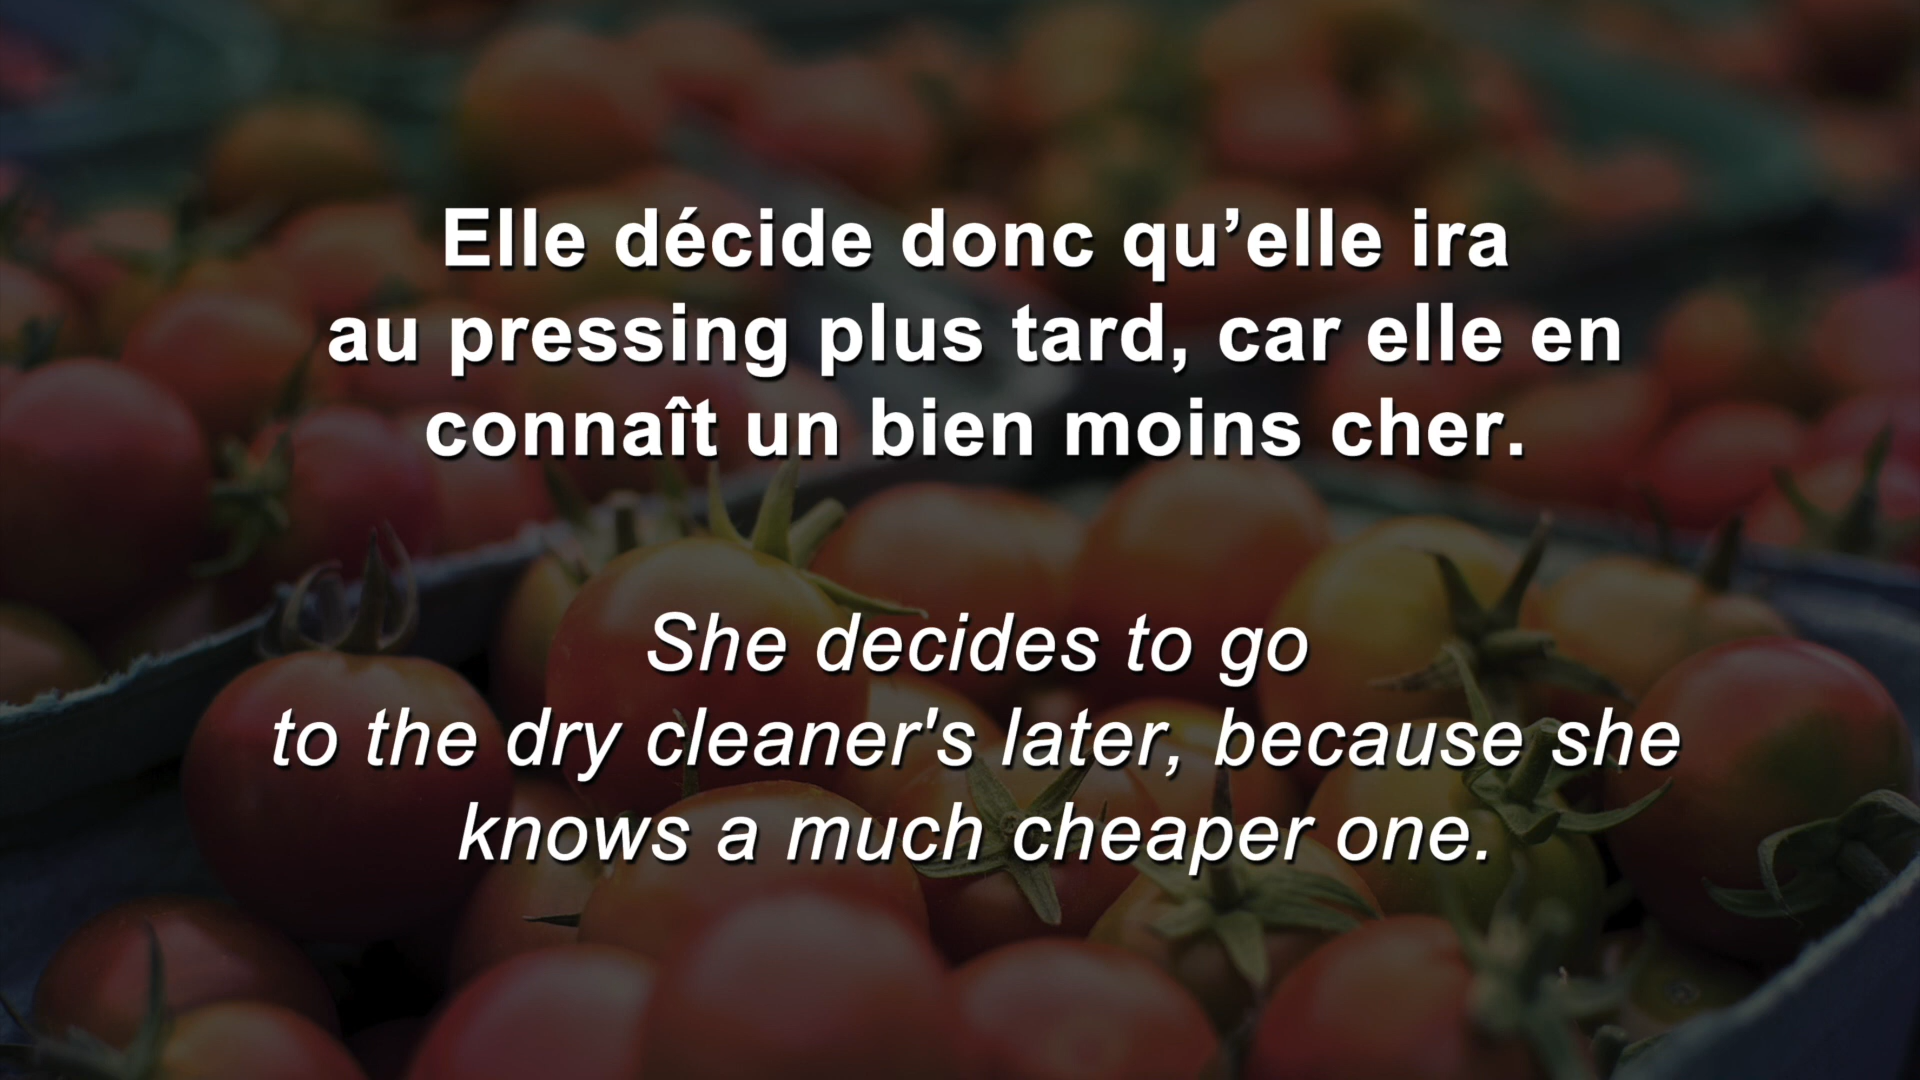 Elle décide donc qu’elle ira
au pressing plus tard, car elle en
connaît un bien moins cher.
She decides to go
to the dry cleaner's later, because she
knows a much cheaper one.